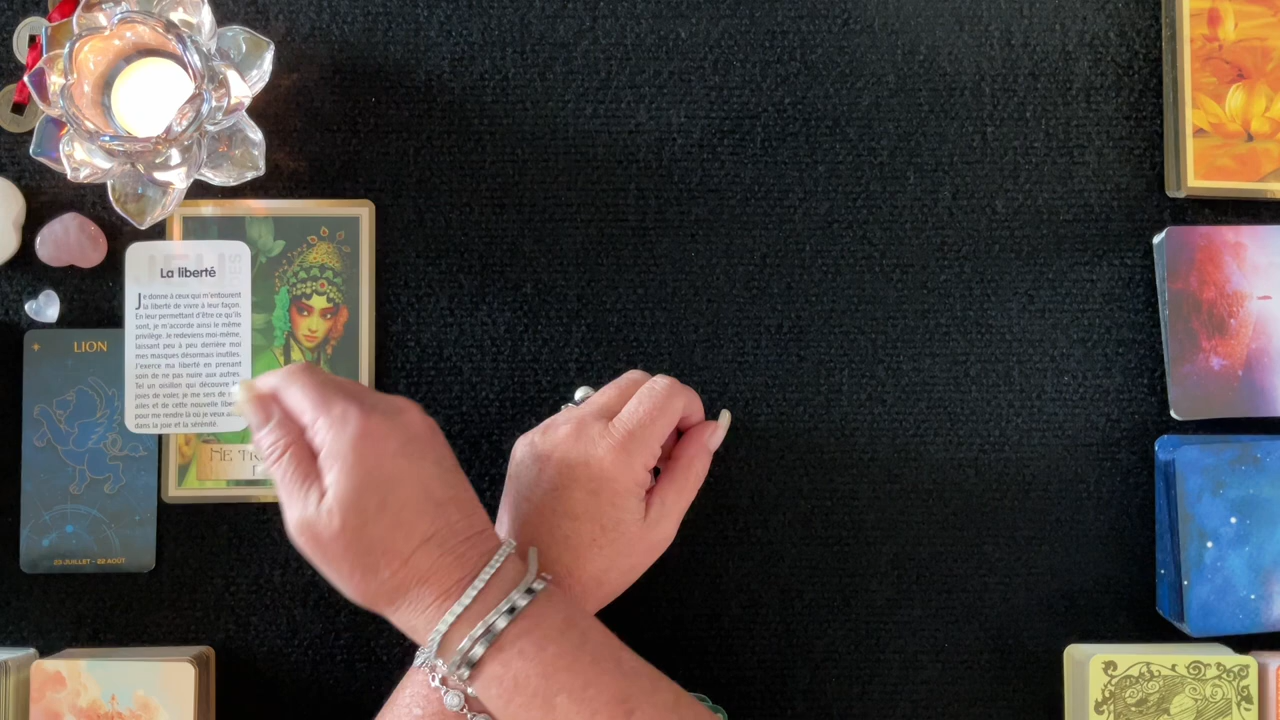 La liberté
Je donne à ceux qui m'entourent
la liberté de vivre à leur façon.
En leur permettant d'être ce qu'ils
sont, je m'accorde ainsi le même
privilège. Je redeviens moi-même,
laissant peu à peu derrière moi
mes masques désormais inutiles.
J'exerce ma liberté en prenant
soin de ne pas nuire aux autres.
Tel un oisillon qui découvre
joies de voler, je me sers de
ailes et de cette nouvelle
pour me rendre là où je veux
dans la joie et la sérénité.
LION
23 JUILLET - 22 AOÛT
NE